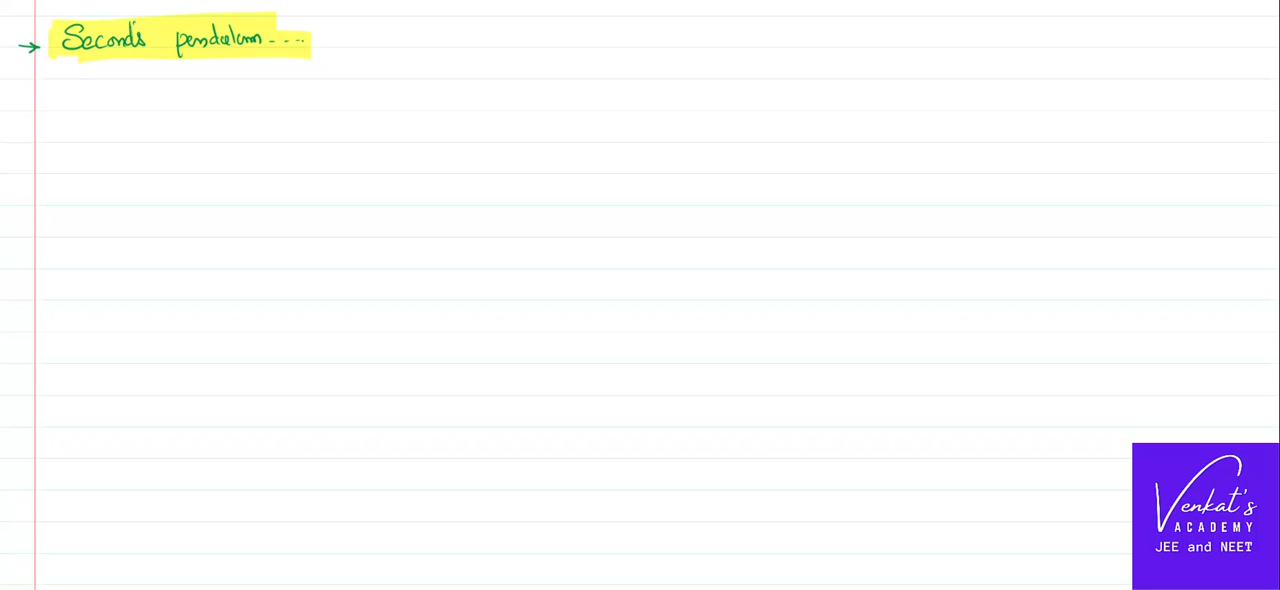 → Second's pendulum ----
Venkat's
ACADEMY
JEE and NEET